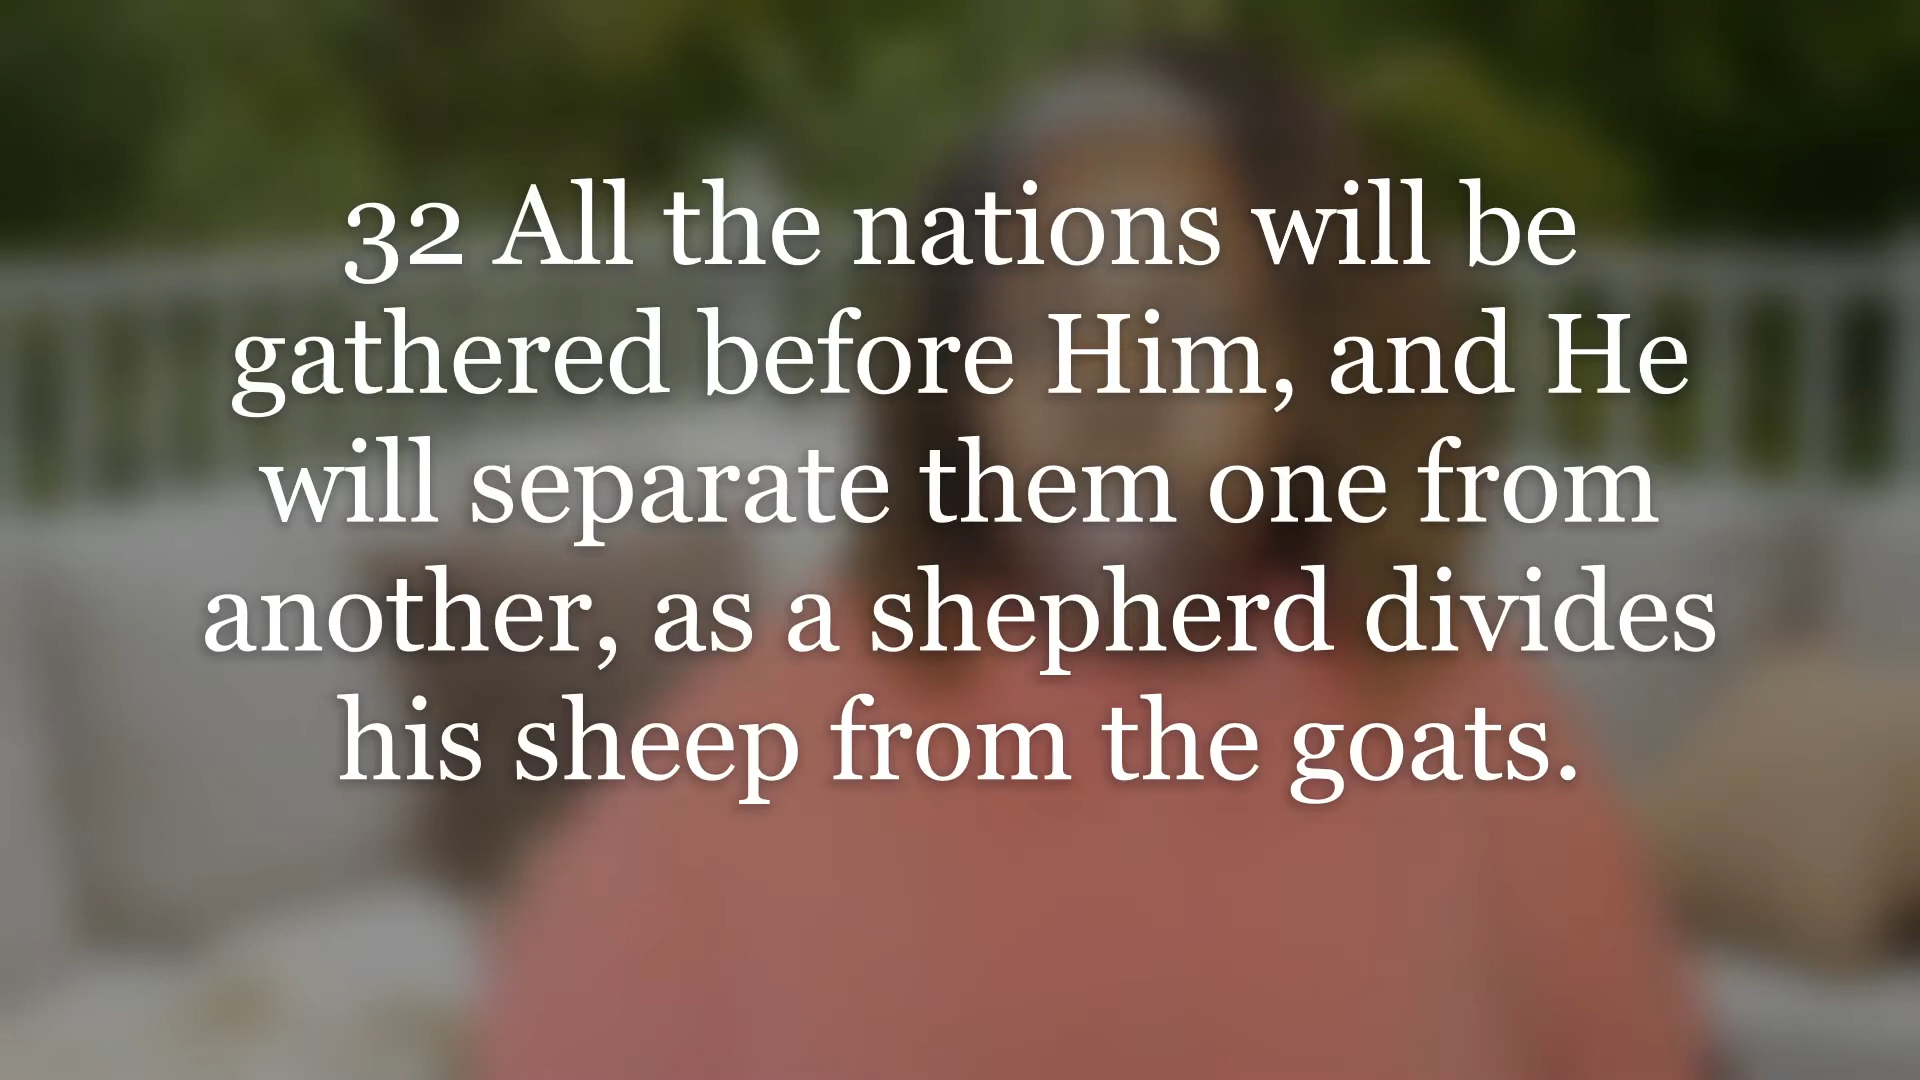 32 All the nations will be
gathered before Him, and He
will separate them one from
another, as a shepherd divides
his sheep from the goats.